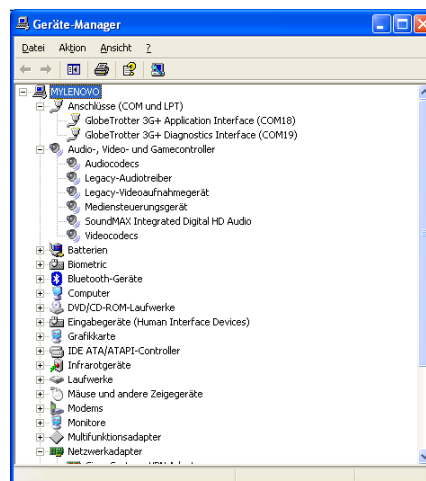 Geräte-Manager
Datei Aktion Ansicht ?
MYLENOVO
Anschlüsse (COM und LPT)
GlobeTrotter 3G+ Application Interface (COM18)
GlobeTrotter 3G+ Diagnostics Interface (COM19)
Audio-, Video- und Gamecontroller
Audiocodecs
Legacy-Audiotreiber
Legacy-Videoaufnahmegerät
Mediensteuerungsgerät
SoundMAX Integrated Digital HD Audio
Videocodecs
Batterien
Biometric
Bluetooth-Geräte
Computer
DVD/CD-ROM-Laufwerke
Eingabegeräte (Human Interface Devices)
Grafikkarte
IDE ATA/ATAPI-Controller
Infrarotgeräte
Laufwerke
Mäuse und andere Zeigegeräte
Modems
Monitore
Multifunktionsadapter
Netzwerkadapter